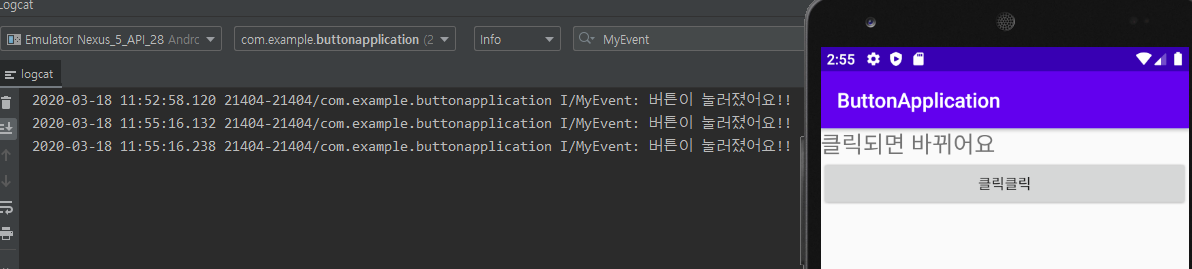 Logcat
Emulator Nexus_5_API_28 Andrc
com.example.buttonapplication (2
Info
MyEvent
logcat
2020-03-18 11:52:58.120 21404-21404/com.example.buttonapplication I/MyEvent: 버튼이 눌러졌어요!!
2020-03-18 11:55:16.132 21404-21404/com.example.buttonapplication I/MyEvent: 버튼이 눌러졌어요!!
2020-03-18 11:55:16.238 21404-21404/com.example.buttonapplication I/MyEvent: 버튼이 눌러졌어요!!
2:55
ButtonApplication
클릭되면 바뀌어요
클릭클릭